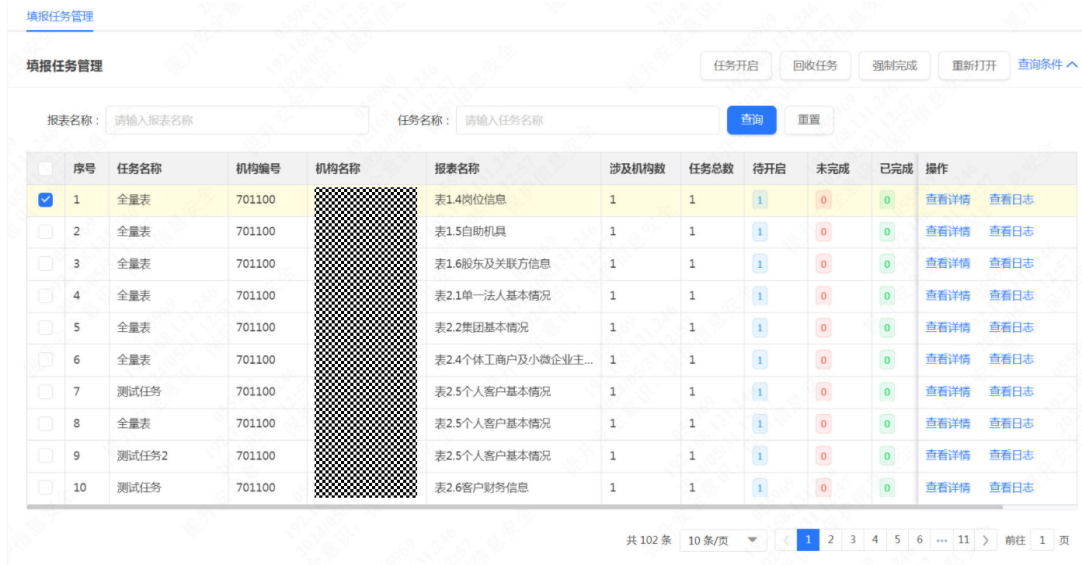 填报任务管理
填报任务管理 任务开启 回收任务 强制完成 重新打开 查询条件
报表名称： 请输入报表名称 任务名称： 请输入任务名称 查询 重置
序号 任务名称 机构编号 机构名称 报表名称 涉及机构数 任务总数 待开启 未完成 已完成 操作
1 全量表 701100 表1.4岗位信息 1 1 1 0 0 查看详情 查看日志
2 全量表 701100 表1.5自助机具 1 1 1 0 0 查看详情 查看日志
3 全量表 701100 表1.6股东及关联方信息 1 1 1 0 0 查看详情 查看日志
4 全量表 701100 表2.1单一法人基本情况 1 1 1 0 0 查看详情 查看日志
5 全量表 701100 表2.2集团基本情况 1 1 1 0 0 查看详情 查看日志
6 全量表 701100 表2.4个体工商户及小微企业主... 1 1 1 0 0 查看详情 查看日志
7 测试任务 701100 表2.5个人客户基本情况 1 1 1 0 0 查看详情 查看日志
8 全量表 701100 表2.5个人客户基本情况 1 1 1 0 0 查看详情 查看日志
9 测试任务2 701100 表2.5个人客户基本情况 1 1 1 0 0 查看详情 查看日志
10 测试任务 701100 表2.6客户财务信息 1 1 1 0 0 查看详情 查看日志
共 102 条 10 条/页 1 2 3 4 5 6 ... 11 前往 1 页